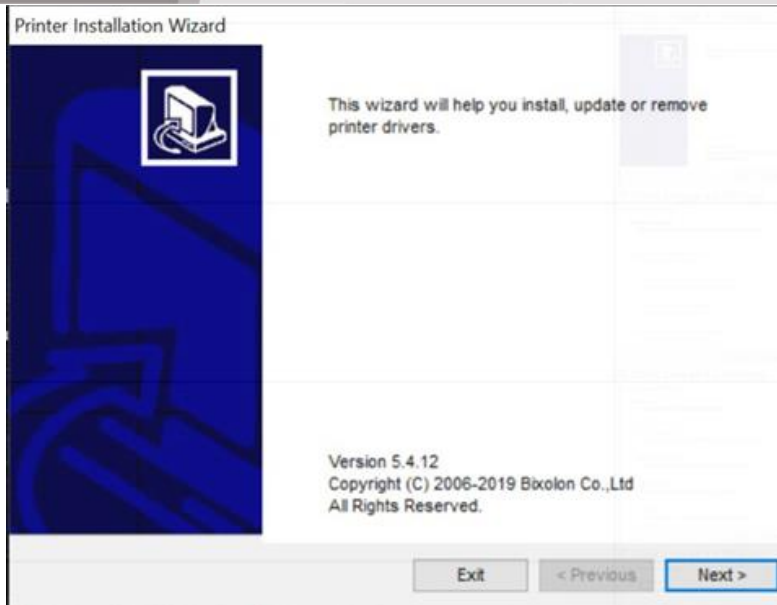 Printer Installation Wizard
This wizard will help you install, update or remove
printer drivers.
Version 5.4.12
Copyright (C) 2006-2019 Bixolon Co.,Ltd
All Rights Reserved.
Exit
< Previous
Next >